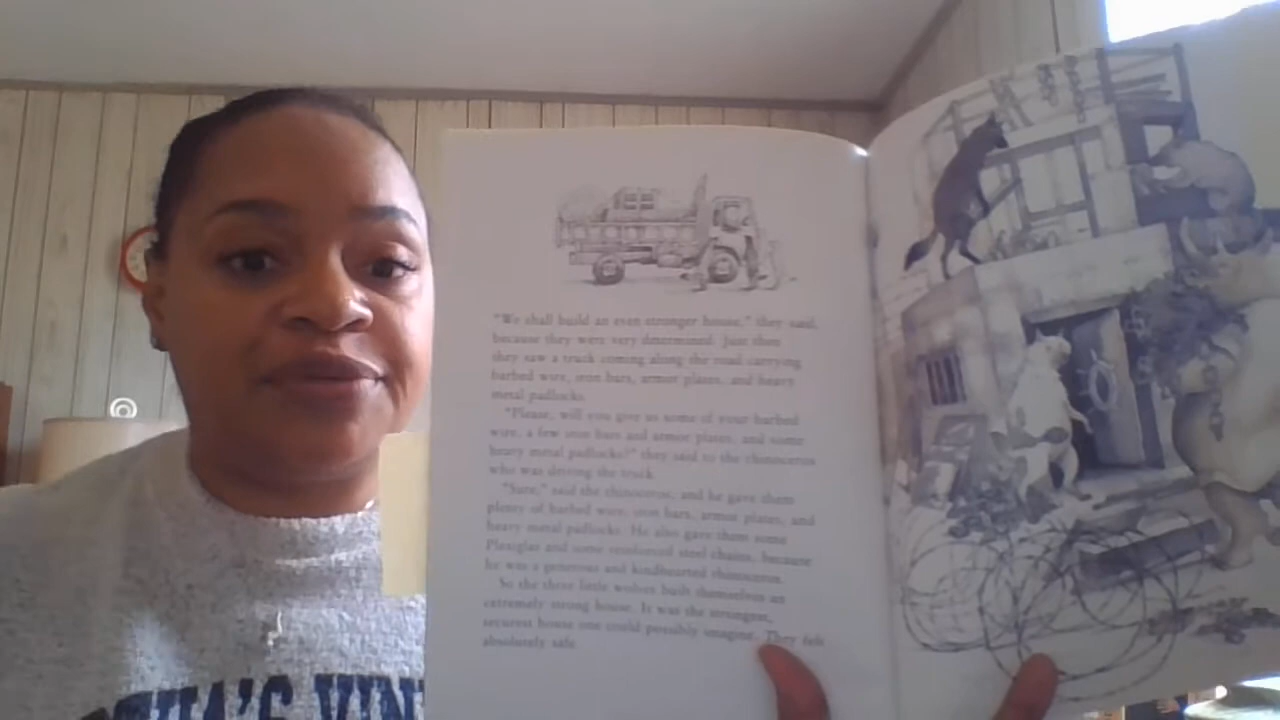 "We shall build an even stronger house," they said,
because they were very determined. Just then
they saw a truck coming along the road carrying
barbed wire, iron bars, armor plates, and heavy
metal padlocks.
"Please, will you give us some of your barbed
wire, a few iron bars and armor plates, and some
heavy metal padlocks?" they said to the rhinoceros
who was driving the truck.
"Sure," said the rhinoceros, and he gave them
plenty of barbed wire, iron bars, armor plates, and
heavy metal padlocks. He also gave them some
Plexiglas and some reinforced steel chains, because
he was a generous and kindhearted rhinoceros.
So the three little wolves built themselves an
extremely strong house. It was the strongest,
securest house one could possibly imagine. They felt
absolutely safe.